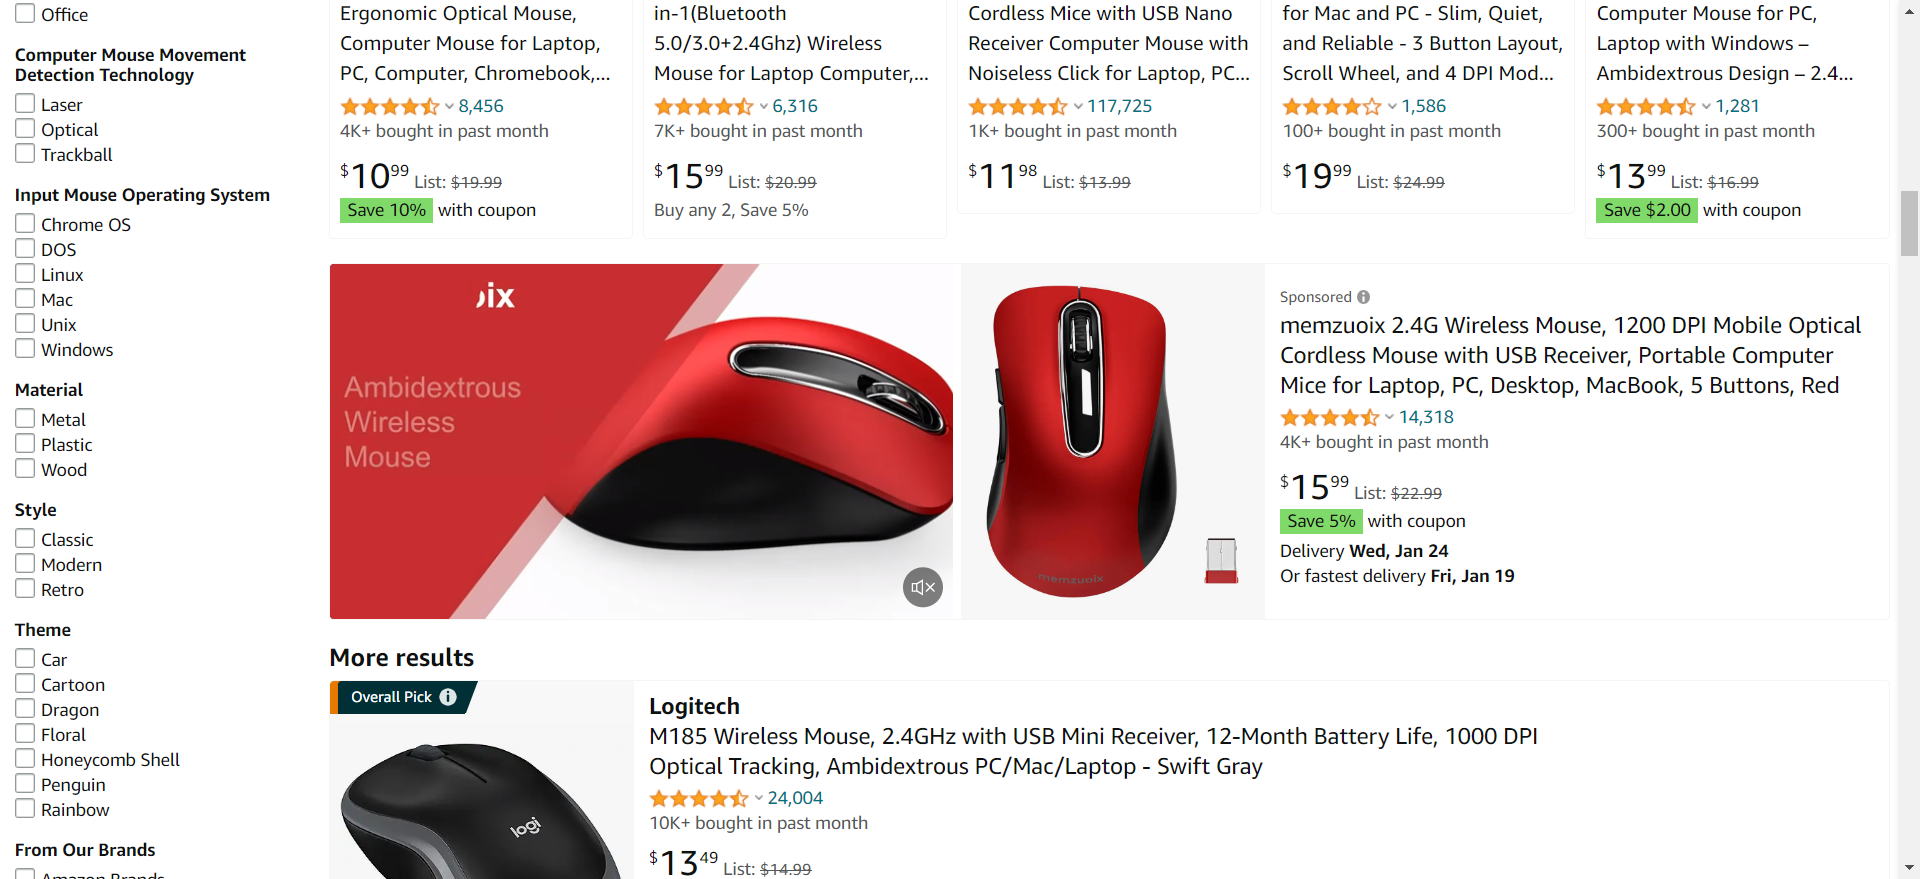 Office
Computer Mouse Movement
Detection Technology
Laser
Optical
Trackball
Input Mouse Operating System
Chrome OS
DOS
Linux
Mac
Unix
Windows
Material
Metal
Plastic
Wood
Style
Classic
Modern
Retro
Theme
Car
Cartoon
Dragon
Floral
Honeycomb Shell
Penguin
Rainbow
From Our Brands
Amazon Brands
Ergonomic Optical Mouse,
Computer Mouse for Laptop,
PC, Computer, Chromebook,...
8,456
4K+ bought in past month
$10.99 List: $19.99
Save 10% with coupon
in-1(Bluetooth
5.0/3.0+2.4Ghz) Wireless
Mouse for Laptop Computer,...
6,316
7K+ bought in past month
$15.99 List: $20.99
Buy any 2, Save 5%
Cordless Mice with USB Nano
Receiver Computer Mouse with
Noiseless Click for Laptop, PC...
117,725
1K+ bought in past month
$11.98 List: $13.99
for Mac and PC - Slim, Quiet,
and Reliable - 3 Button Layout,
Scroll Wheel, and 4 DPI Mod...
1,586
100+ bought in past month
$19.99 List: $24.99
Computer Mouse for PC,
Laptop with Windows –
Ambidextrous Design – 2.4...
1,281
300+ bought in past month
$13.99 List: $16.99
Save $2.00 with coupon
oix
Ambidextrous
Wireless
Mouse
memzuoix
Sponsored
memzuoix 2.4G Wireless Mouse, 1200 DPI Mobile Optical
Cordless Mouse with USB Receiver, Portable Computer
Mice for Laptop, PC, Desktop, MacBook, 5 Buttons, Red
14,318
4K+ bought in past month
$15.99 List: $22.99
Save 5% with coupon
Delivery Wed, Jan 24
Or fastest delivery Fri, Jan 19
More results
Overall Pick
logi
Logitech
M185 Wireless Mouse, 2.4GHz with USB Mini Receiver, 12-Month Battery Life, 1000 DPI
Optical Tracking, Ambidextrous PC/Mac/Laptop - Swift Gray
24,004
10K+ bought in past month
$13.49 List: $14.99